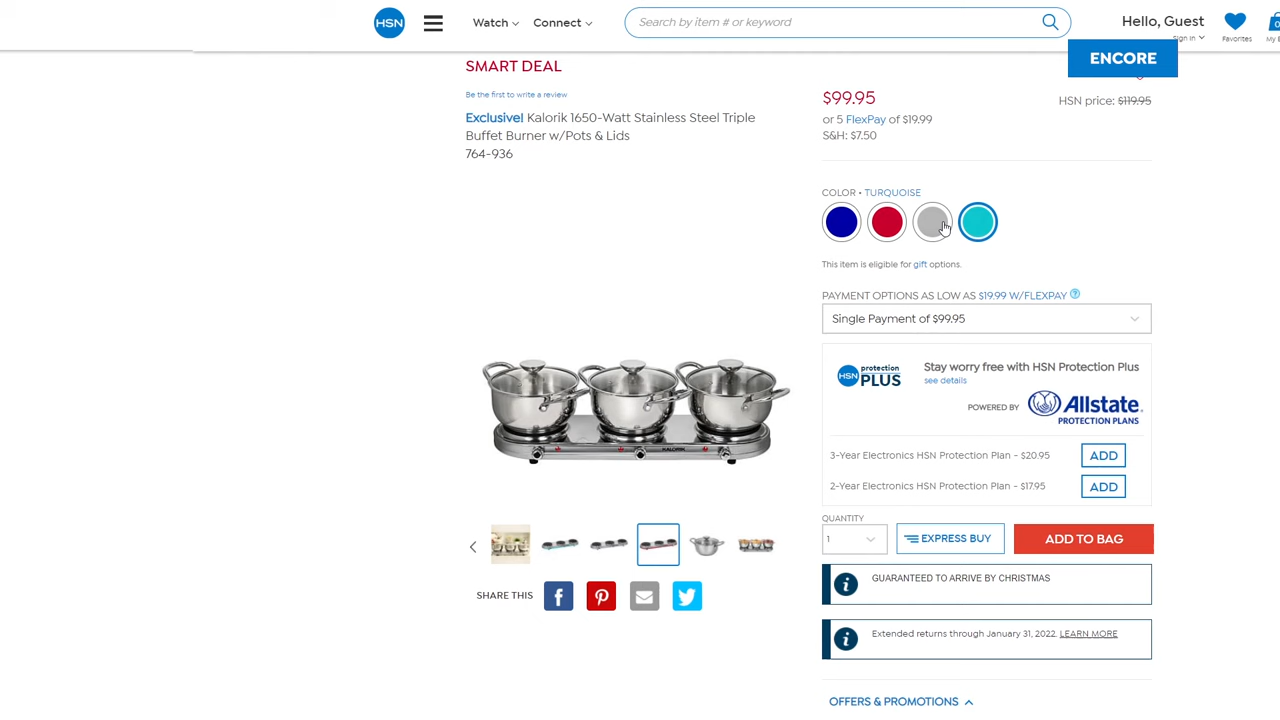 HSN
Watch
Connect
Search by item # or keyword
Hello, Guest
Sign In
Favorites
0
ENCORE
SMART DEAL
Be the first to write a review
Exclusive! Kalorik 1650-Watt Stainless Steel Triple
Buffet Burner w/Pots & Lids
764-936
$99.95
HSN price: $119.95
or 5 FlexPay of $19.99
S&H: $7.50
COLOR • TURQUOISE
This item is eligible for gift options.
PAYMENT OPTIONS AS LOW AS $19.99 W/FLEXPAY ?
Single Payment of $99.95
HSN protection PLUS
Stay worry free with HSN Protection Plus
see details
POWERED BY Allstate
PROTECTION PLANS
3-Year Electronics HSN Protection Plan - $20.95
ADD
2-Year Electronics HSN Protection Plan - $17.95
ADD
KALORIK
QUANTITY
1
EXPRESS BUY
ADD TO BAG
GUARANTEED TO ARRIVE BY CHRISTMAS
SHARE THIS
Extended returns through January 31, 2022. LEARN MORE
OFFERS & PROMOTIONS